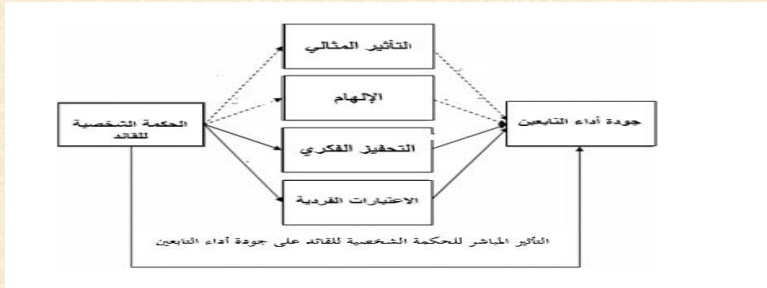 التأثير المثالي
الإلهام
الحكمة الشخصية
للقائد
جودة أداء التابعين
التحفيز الفكري
الاعتبارات الفردية
التأثير المباشر للحكمة الشخصية للقائد على جودة أداء التابعين